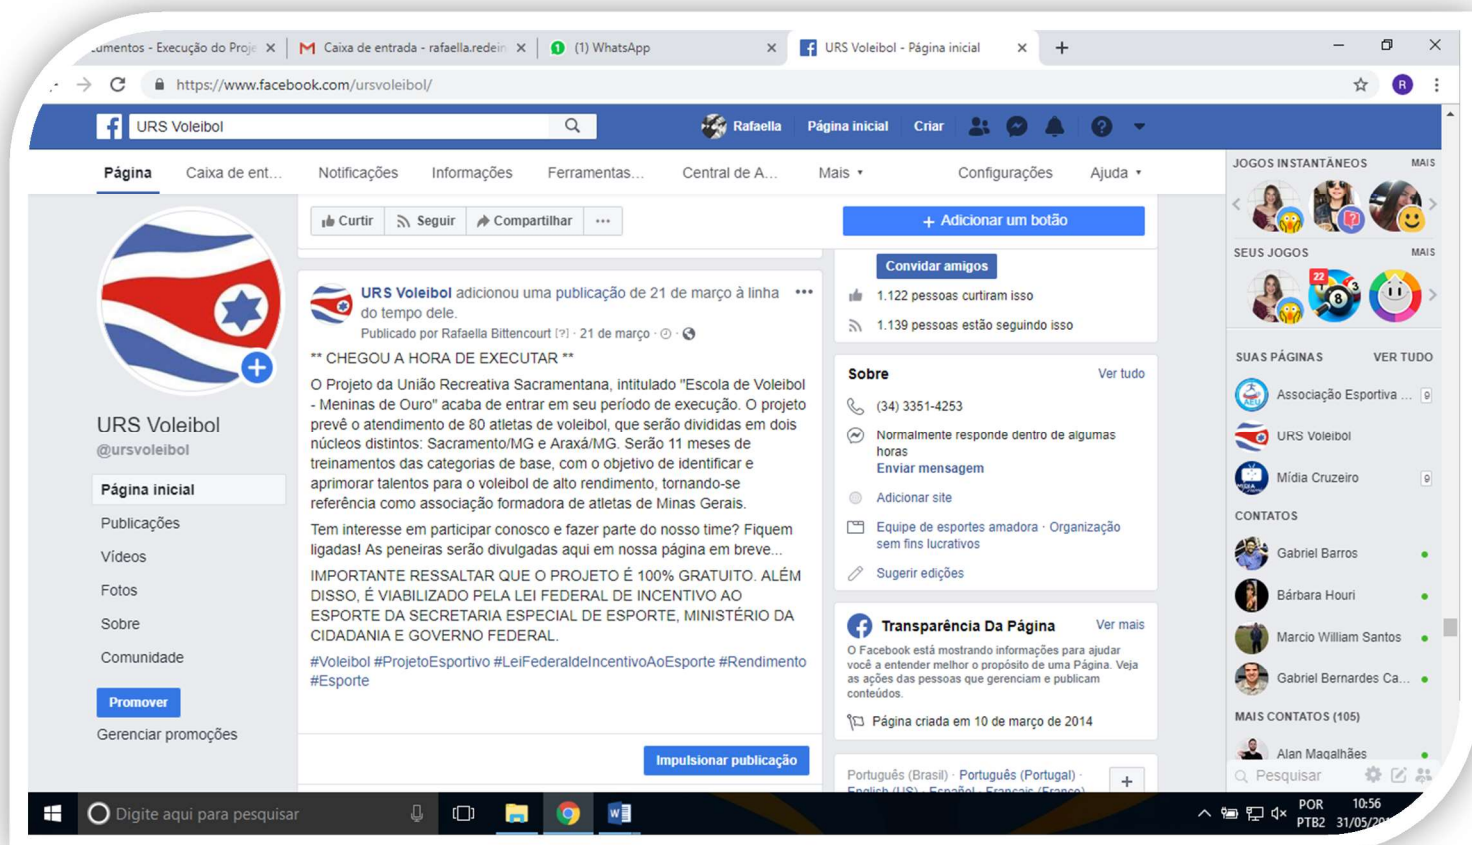 umentos - Execução do Proje
Caixa de entrada - rafaella.redein
(1) WhatsApp
URS Voleibol - Página inicial
https://www.facebook.com/ursvoleibol/
R
URS Voleibol
Rafaella
Página inicial
Criar
Página
Caixa de ent...
Notificações
Informações
Ferramentas...
Central de A...
Mais
Configurações
Ajuda
Curtir
Seguir
Compartilhar
+ Adicionar um botão
URS Voleibol
@ursvoleibol
Página inicial
Publicações
Vídeos
Fotos
Sobre
Comunidade
Promover
Gerenciar promoções
URS Voleibol adicionou uma publicação de 21 de março à linha
do tempo dele.
Publicado por Rafaella Bittencourt [?] · 21 de março ·
** CHEGOU A HORA DE EXECUTAR **
O Projeto da União Recreativa Sacramentana, intitulado "Escola de Voleibol
- Meninas de Ouro" acaba de entrar em seu período de execução. O projeto
prevê o atendimento de 80 atletas de voleibol, que serão divididas em dois
núcleos distintos: Sacramento/MG e Araxá/MG. Serão 11 meses de
treinamentos das categorias de base, com o objetivo de identificar e
aprimorar talentos para o voleibol de alto rendimento, tornando-se
referência como associação formadora de atletas de Minas Gerais.
Tem interesse em participar conosco e fazer parte do nosso time? Fiquem
ligadas! As peneiras serão divulgadas aqui em nossa página em breve...
IMPORTANTE RESSALTAR QUE O PROJETO É 100% GRATUITO. ALÉM
DISSO, É VIABILIZADO PELA LEI FEDERAL DE INCENTIVO AO
ESPORTE DA SECRETARIA ESPECIAL DE ESPORTE, MINISTÉRIO DA
CIDADANIA E GOVERNO FEDERAL.
#Voleibol #ProjetoEsportivo #LeiFederaldeIncentivoAoEsporte #Rendimento
#Esporte
Impulsionar publicação
Convidar amigos
1.122 pessoas curtiram isso
1.139 pessoas estão seguindo isso
Sobre
Ver tudo
(34) 3351-4253
Normalmente responde dentro de algumas
horas
Enviar mensagem
Adicionar site
Equipe de esportes amadora · Organização
sem fins lucrativos
Sugerir edições
Transparência Da Página
Ver mais
O Facebook está mostrando informações para ajudar
você a entender melhor o propósito de uma Página. Veja
as ações das pessoas que gerenciam e publicam
conteúdos.
Página criada em 10 de março de 2014
Português (Brasil) · Português (Portugal) ·
English (US) · Español · Français (France)
JOGOS INSTANTÂNEOS
MAIS
SEUS JOGOS
MAIS
22
SUAS PÁGINAS
VER TUDO
Associação Esportiva ...
9
URS Voleibol
Mídia Cruzeiro
9
CONTATOS
Gabriel Barros
Bárbara Houri
Marcio William Santos
Gabriel Bernardes Ca...
MAIS CONTATOS (105)
Alan Magalhães
Pesquisar
Digite aqui para pesquisar
POR
PTB2
10:56
31/05/20